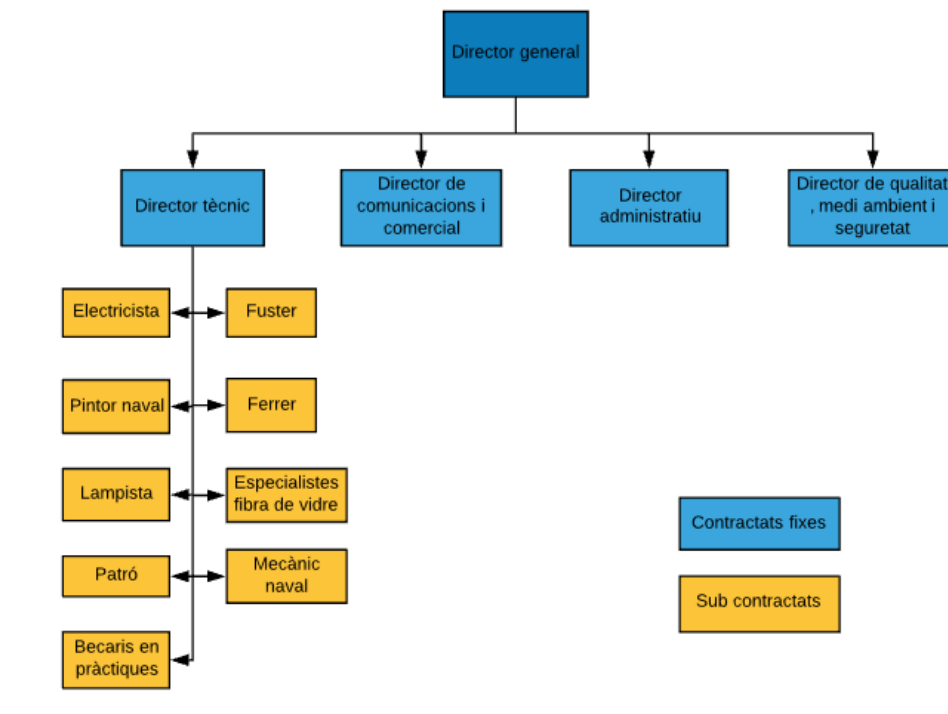 Director general
Director tècnic
Director de
comunicacions i
comercial
Director
administratiu
Director de qualitat
, medi ambient i
seguretat
Electricista
Fuster
Pintor naval
Ferrer
Lampista
Especialistes
fibra de vidre
Patró
Mecànic
naval
Becaris en
pràctiques
Contractats fixes
Sub contractats